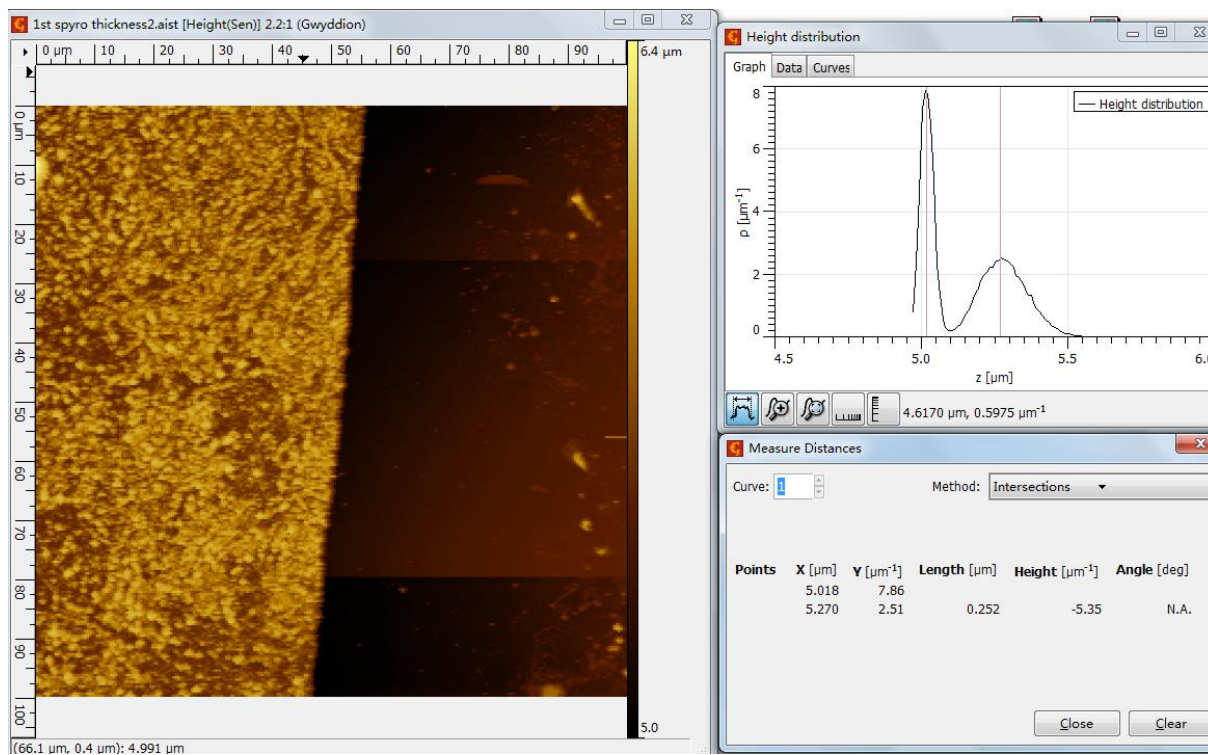 1st spyro thickness2.aist [Height(Sen)] 2.2:1 (Gwyddion)
0 µm 10 20 30 40 50 60 70 80 90
6.4 µm
0 µm
10
20
30
40
50
60
70
80
90
100
5.0
(66.1 µm, 0.4 µm): 4.991 µm
Height distribution
Graph Data Curves
8
6
4
2
0
ρ [µm⁻¹]
Height distribution
4.5 5.0 5.5
z [µm]
4.6170 µm, 0.5975 µm⁻¹
Measure Distances
Curve: 1 Method: Intersections
Points X [µm] Y [µm⁻¹] Length [µm] Height [µm⁻¹] Angle [deg]
5.018 7.86
5.270 2.51 0.252 -5.35 N.A.
Close Clear